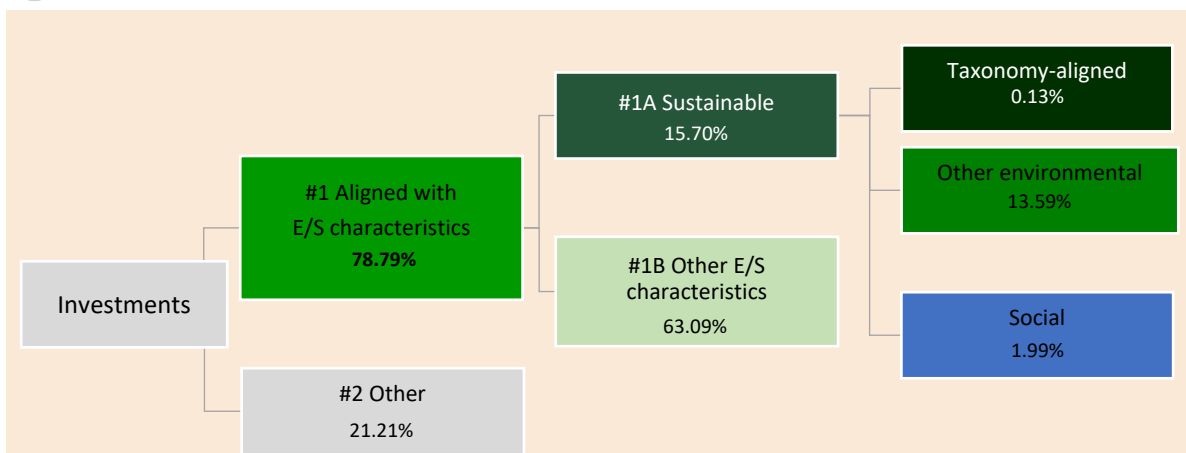 Investments
#1 Aligned with
E/S characteristics
78.79%
#2 Other
21.21%
#1A Sustainable
15.70%
#1B Other E/S
characteristics
63.09%
Taxonomy-aligned
0.13%
Other environmental
13.59%
Social
1.99%